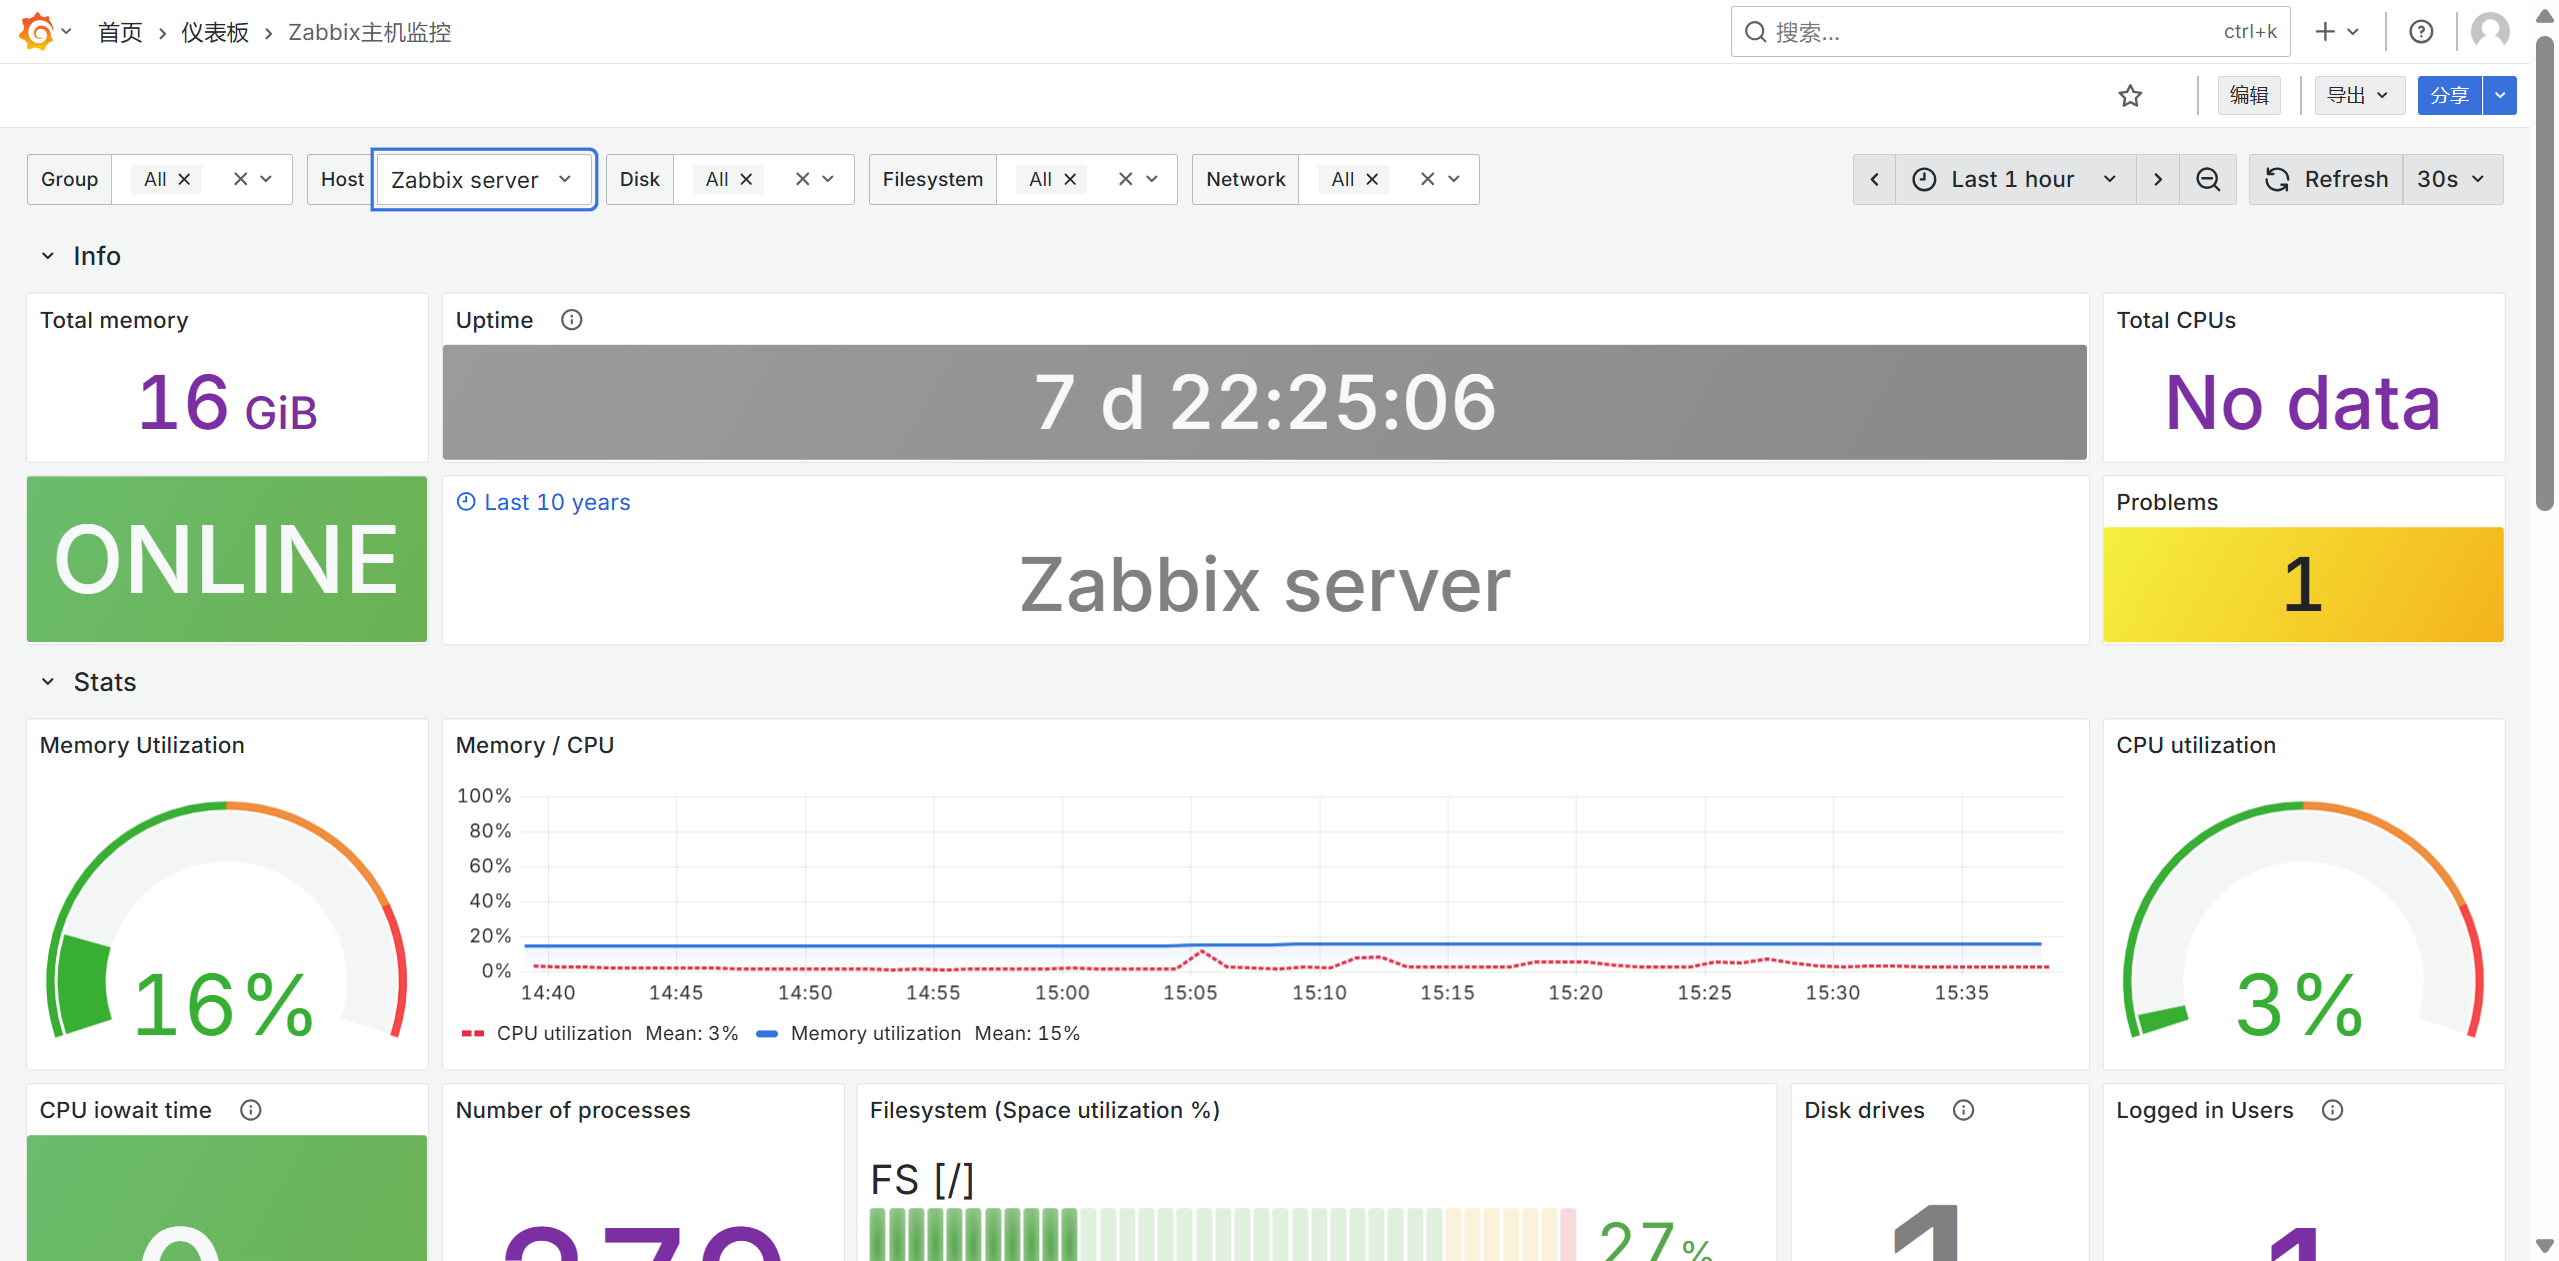 首页 › 仪表板 › Zabbix主机监控
搜索...
ctrl+k
编辑
导出
分享
Group All
Host Zabbix server
Disk All
Filesystem All
Network All
Last 1 hour
Refresh
30s
Info
Total memory
16 GiB
Uptime
7 d 22:25:06
Total CPUs
No data
ONLINE
Last 10 years
Zabbix server
Problems
1
Stats
Memory Utilization
16%
Memory / CPU
100%
80%
60%
40%
20%
0%
14:40 14:45 14:50 14:55 15:00 15:05 15:10 15:15 15:20 15:25 15:30 15:35
CPU utilization Mean: 3% Memory utilization Mean: 15%
CPU utilization
3%
CPU iowait time
Number of processes
Filesystem (Space utilization %)
FS [/]
27%
Disk drives
1
Logged in Users
1